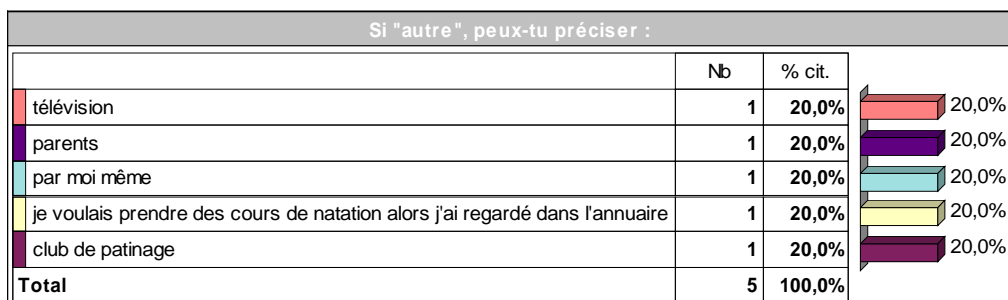 Si "autre", peux-tu préciser :
Nb % cit.
télévision 1 20,0% 20,0%
parents 1 20,0% 20,0%
par moi même 1 20,0% 20,0%
je voulais prendre des cours de natation alors j'ai regardé dans l'annuaire 1 20,0% 20,0%
club de patinage 1 20,0% 20,0%
Total 5 100,0%